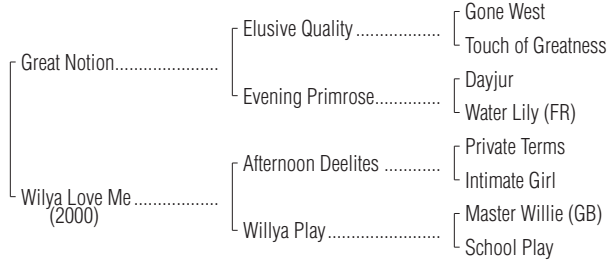 Gone West
Elusive Quality ..................
Touch of Greatness
Great Notion......................
Dayjur
Evening Primrose..............
Water Lily (FR)
Private Terms
Afternoon Deelites ............
Intimate Girl
Wilya Love Me ..................
(2000)
Master Willie (GB)
Willya Play........................
School Play